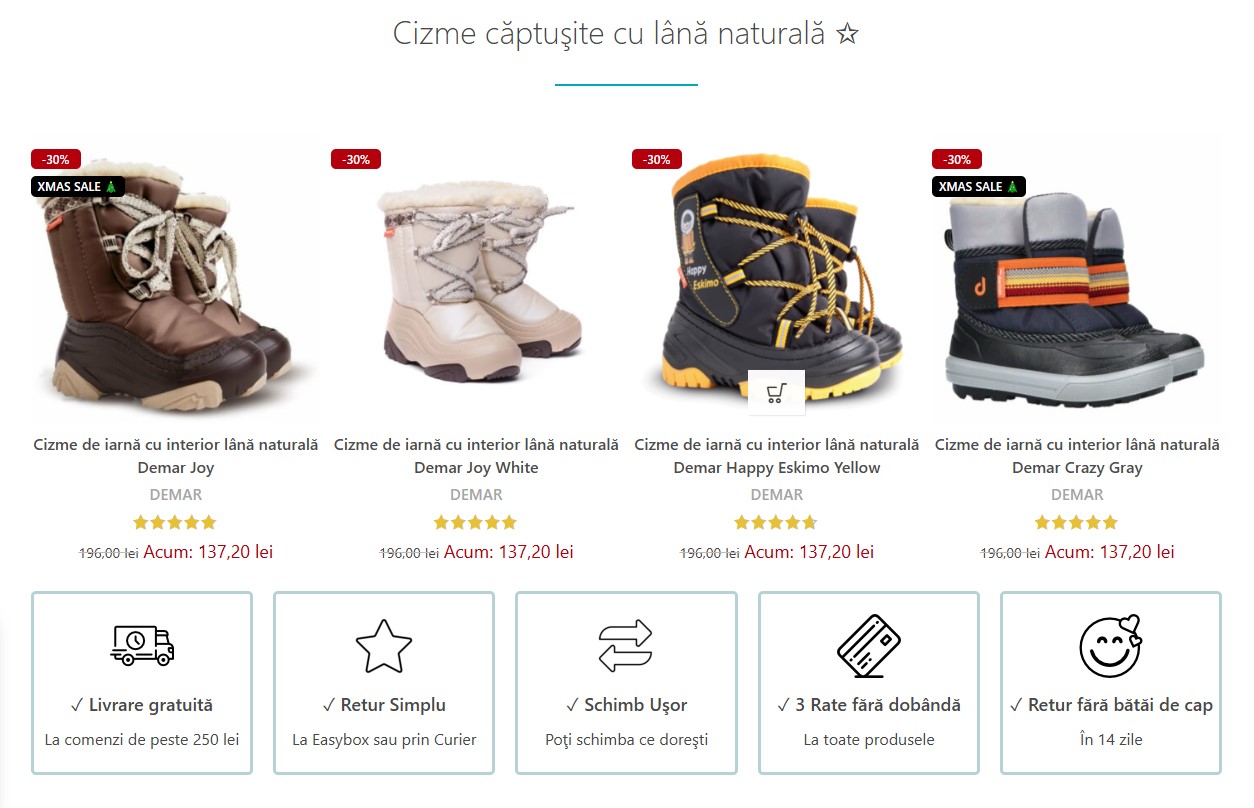 Cizme căptușite cu lână naturală ☆
-30%
XMAS SALE 🎄
-30%
-30%
-30%
XMAS SALE 🎄
Happy
Eskimo
d
Cizme de iarnă cu interior lână naturală
Demar Joy
DEMAR
196,00 lei Acum: 137,20 lei
Cizme de iarnă cu interior lână naturală
Demar Joy White
DEMAR
196,00 lei Acum: 137,20 lei
Cizme de iarnă cu interior lână naturală
Demar Happy Eskimo Yellow
DEMAR
196,00 lei Acum: 137,20 lei
Cizme de iarnă cu interior lână naturală
Demar Crazy Gray
DEMAR
196,00 lei Acum: 137,20 lei
✓ Livrare gratuită
La comenzi de peste 250 lei
✓ Retur Simplu
La Easybox sau prin Curier
✓ Schimb Ușor
Poți schimba ce dorești
✓ 3 Rate fără dobândă
La toate produsele
✓ Retur fără bătăi de cap
În 14 zile